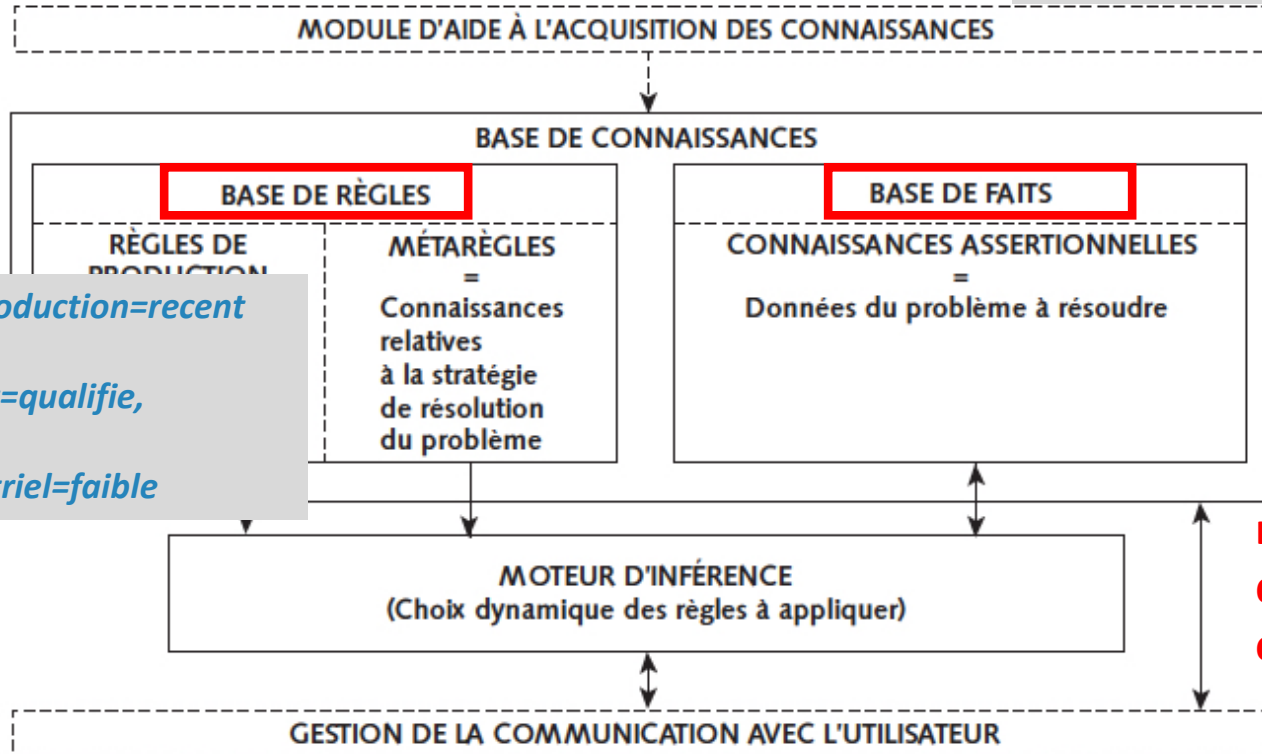 MODULE D'AIDE À L'ACQUISITION DES CONNAISSANCES
BASE DE CONNAISSANCES
BASE DE RÈGLES
RÈGLES DE
PRODUCTION
MÉTARÈGLES
=
Connaissances
relatives
à la stratégie
de résolution
du problème
BASE DE FAITS
CONNAISSANCES ASSERTIONNELLES
=
Données du problème à résoudre
oduction=recent
=qualifie,
riel=faible
MOTEUR D'INFÉRENCE
(Choix dynamique des règles à appliquer)
GESTION DE LA COMMUNICATION AVEC L'UTILISATEUR